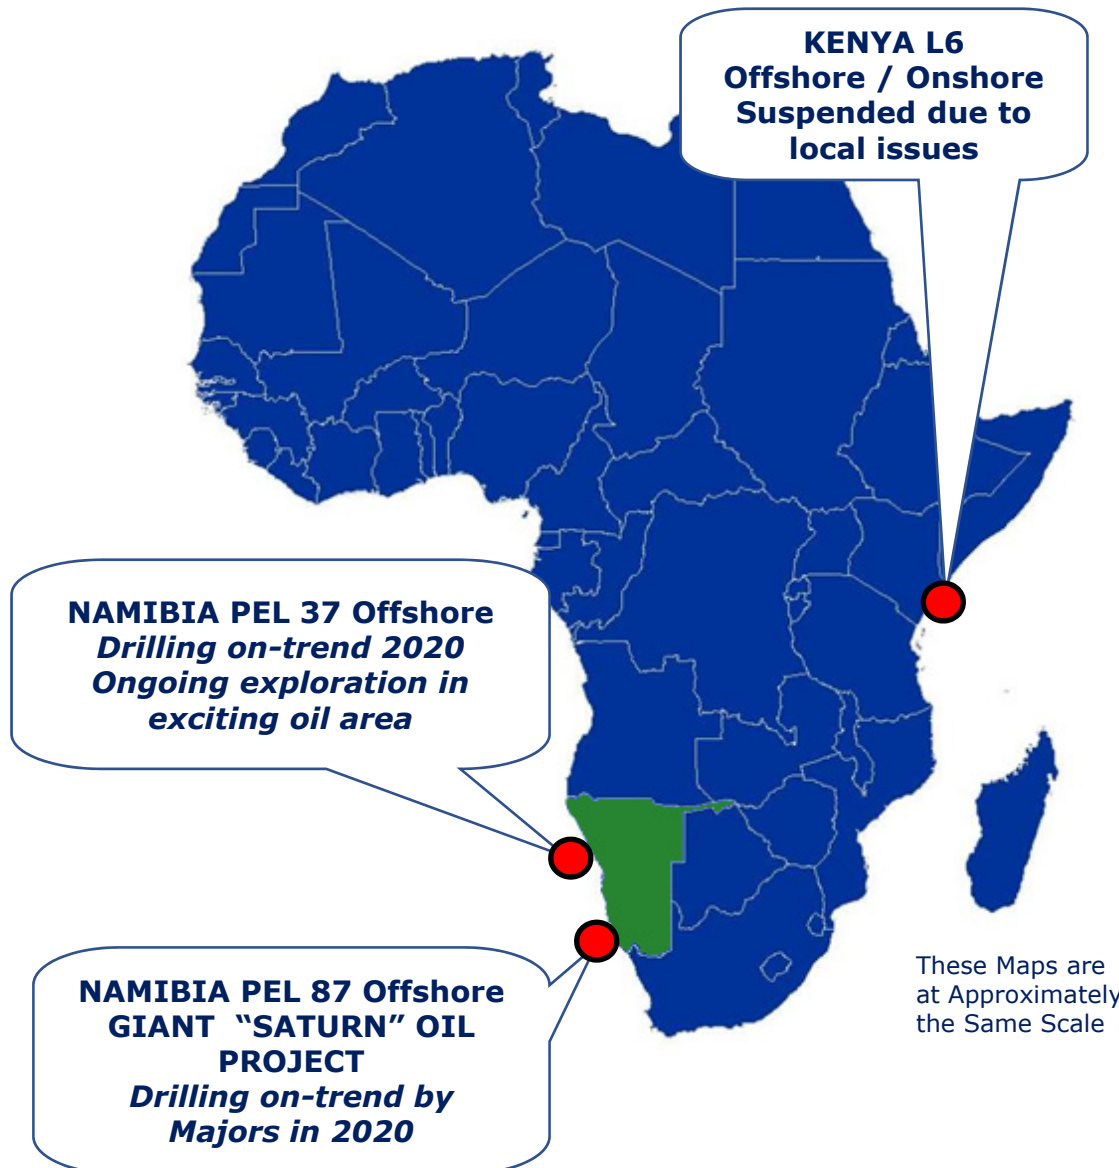 KENYA L6
Offshore / Onshore
Suspended due to
local issues
NAMIBIA PEL 37 Offshore
Drilling on-trend 2020
Ongoing exploration in
exciting oil area
NAMIBIA PEL 87 Offshore
GIANT “SATURN” OIL
PROJECT
Drilling on-trend by
Majors in 2020
These Maps are
at Approximately
the Same Scale